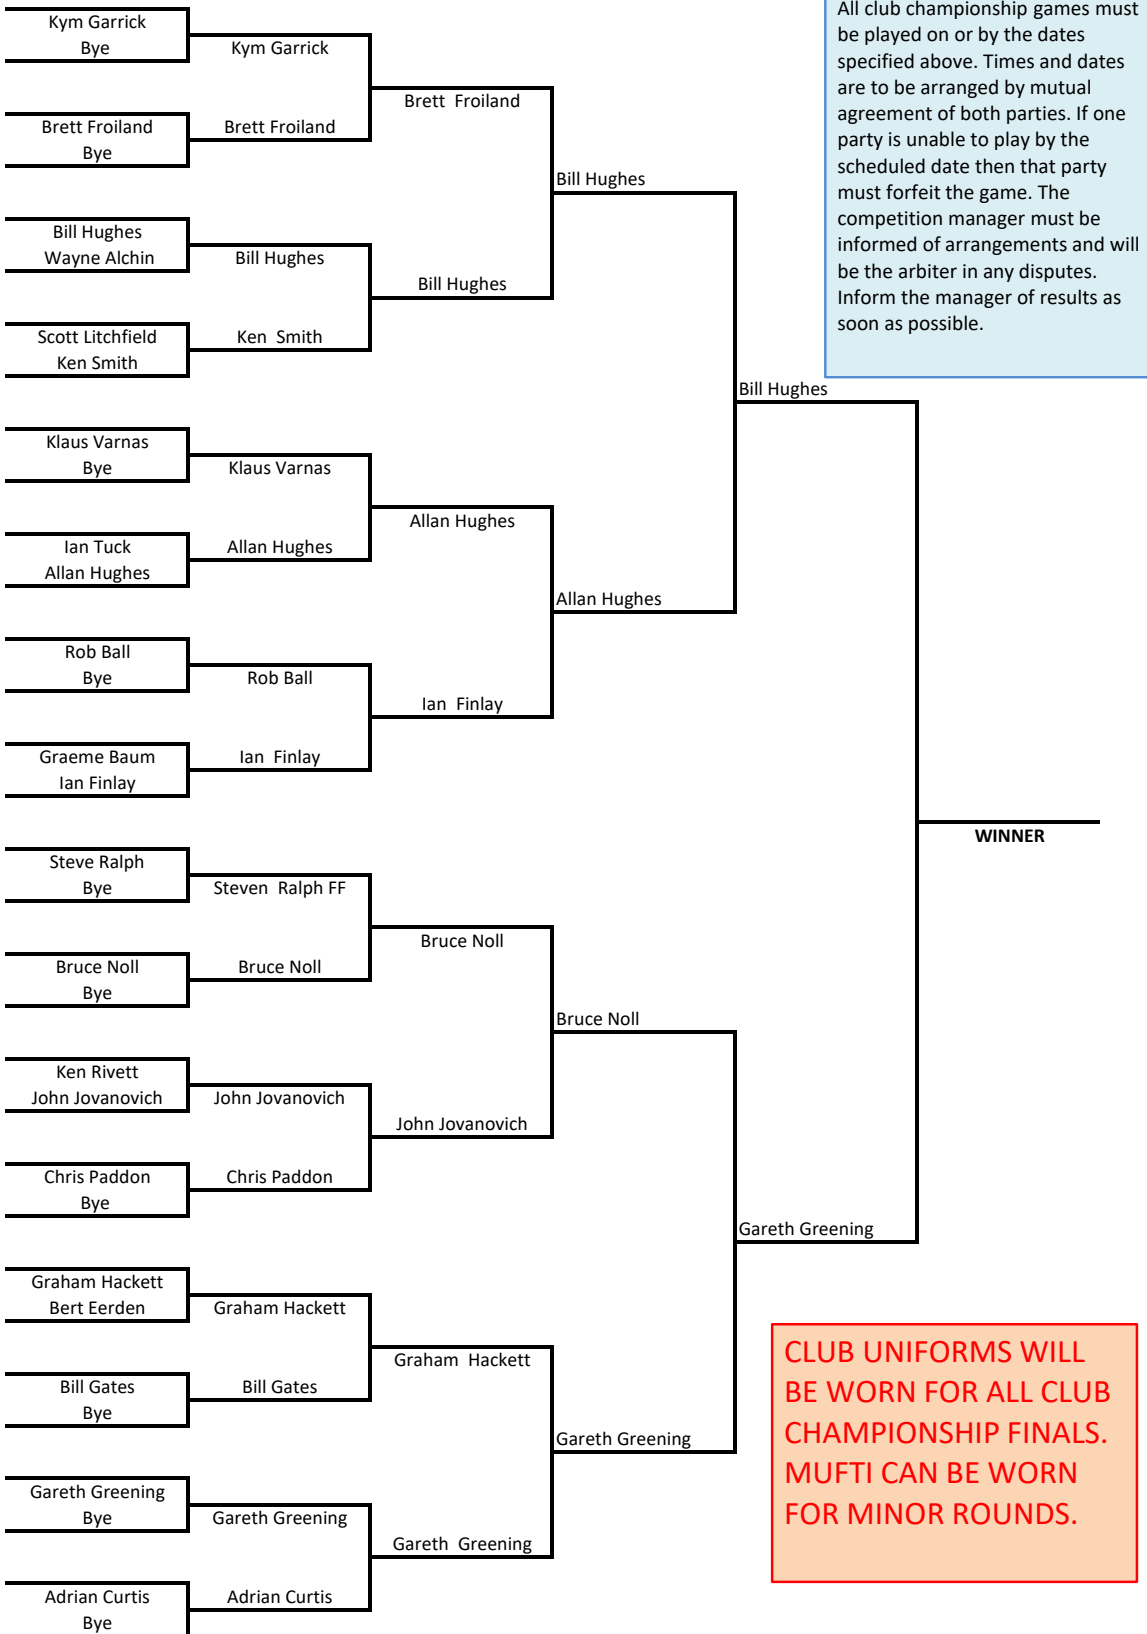 Kym Garrick
Bye
Brett Froiland
Bye
Bill Hughes
Wayne Alchin
Scott Litchfield
Ken Smith
Klaus Varnas
Bye
Ian Tuck
Allan Hughes
Rob Ball
Bye
Graeme Baum
Ian Finlay
Steve Ralph
Bye
Bruce Noll
Bye
Ken Rivett
John Jovanovich
Chris Paddon
Bye
Graham Hackett
Bert Eerden
Bill Gates
Bye
Gareth Greening
Bye
Adrian Curtis
Bye
Kym Garrick
Brett Froiland
Bill Hughes
Ken  Smith
Klaus Varnas
Allan Hughes
Rob Ball
Ian  Finlay
Steven  Ralph FF
Bruce Noll
John Jovanovich
Chris Paddon
Graham Hackett
Bill Gates
Gareth Greening
Adrian Curtis
Brett  Froiland
Bill Hughes
Allan Hughes
Ian  Finlay
Bruce Noll
John Jovanovich
Graham  Hackett
Gareth  Greening
Bill Hughes
Allan Hughes
Bruce Noll
Gareth Greening
Bill Hughes
Gareth Greening
WINNER
All club championship games must
be played on or by the dates
specified above. Times and dates
are to be arranged by mutual
agreement of both parties. If one
party is unable to play by the
scheduled date then that party
must forfeit the game. The
competition manager must be
informed of arrangements and will
be the arbiter in any disputes.
Inform the manager of results as
soon as possible.
CLUB UNIFORMS WILL
BE WORN FOR ALL CLUB
CHAMPIONSHIP FINALS.
MUFTI CAN BE WORN
FOR MINOR ROUNDS.